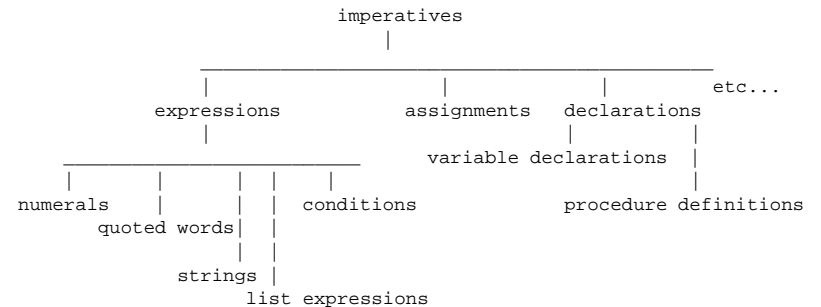 imperatives
etc...
expressions assignments declarations
variable declarations
numerals conditions procedure definitions
quoted words
strings
list expressions